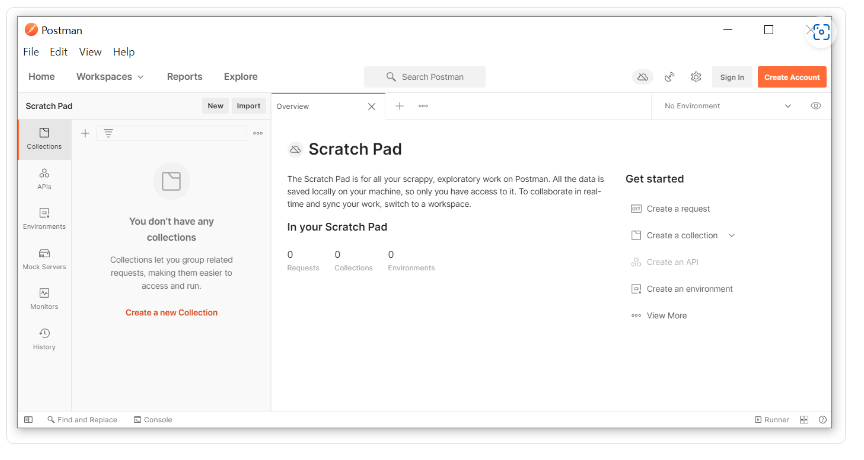 Postman
File Edit View Help
Home Workspaces Reports Explore Search Postman Sign In Create Account
Scratch Pad New Import Overview No Environment
Collections
APIs
Environments
Mock Servers
Monitors
History
You don't have any
collections
Collections let you group related
requests, making them easier to
access and run.
Create a new Collection
Scratch Pad
The Scratch Pad is for all your scrappy, exploratory work on Postman. All the data is
saved locally on your machine, so only you have access to it. To collaborate in real-
time and sync your work, switch to a workspace.
In your Scratch Pad
0 0 0
Requests Collections Environments
Get started
GET Create a request
Create a collection
Create an API
Create an environment
View More
Find and Replace Console Runner